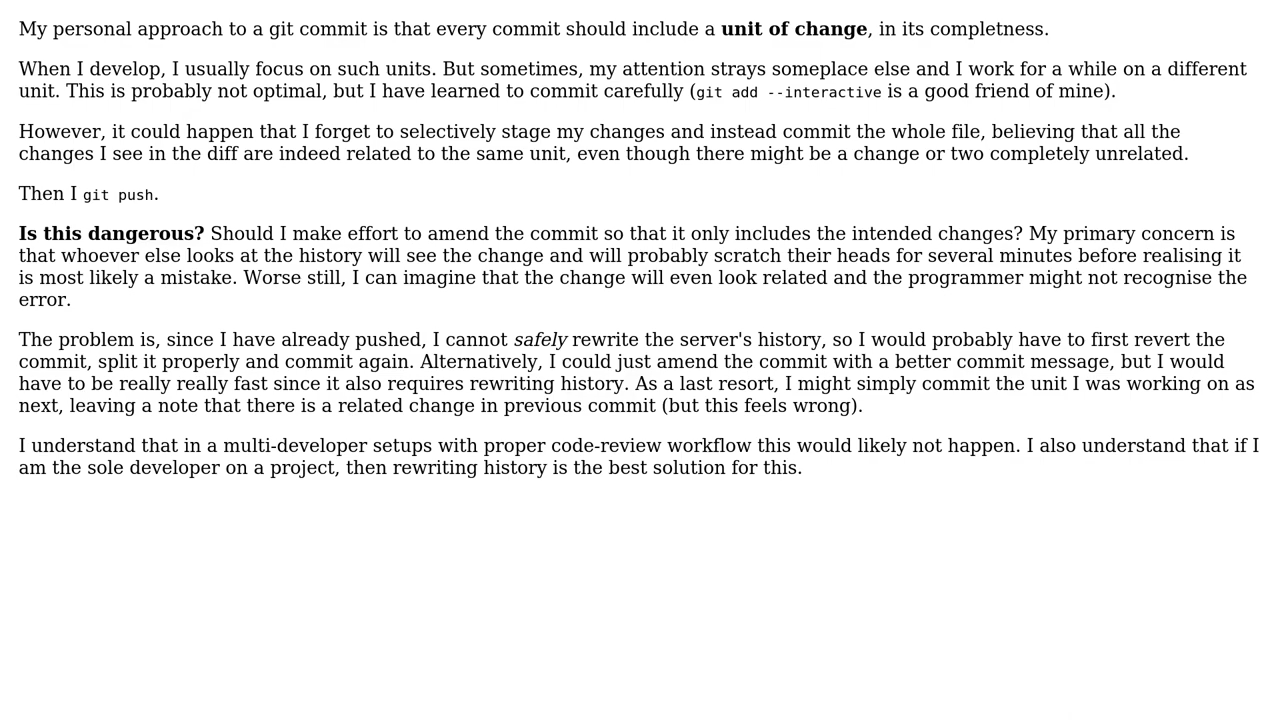 My personal approach to a git commit is that every commit should include a unit of change, in its completness.
When I develop, I usually focus on such units. But sometimes, my attention strays someplace else and I work for a while on a different
unit. This is probably not optimal, but I have learned to commit carefully (git add --interactive is a good friend of mine).
However, it could happen that I forget to selectively stage my changes and instead commit the whole file, believing that all the
changes I see in the diff are indeed related to the same unit, even though there might be a change or two completely unrelated.
Then I git push.
Is this dangerous? Should I make effort to amend the commit so that it only includes the intended changes? My primary concern is
that whoever else looks at the history will see the change and will probably scratch their heads for several minutes before realising it
is most likely a mistake. Worse still, I can imagine that the change will even look related and the programmer might not recognise the
error.
The problem is, since I have already pushed, I cannot safely rewrite the server's history, so I would probably have to first revert the
commit, split it properly and commit again. Alternatively, I could just amend the commit with a better commit message, but I would
have to be really really fast since it also requires rewriting history. As a last resort, I might simply commit the unit I was working on as
next, leaving a note that there is a related change in previous commit (but this feels wrong).
I understand that in a multi-developer setups with proper code-review workflow this would likely not happen. I also understand that if I
am the sole developer on a project, then rewriting history is the best solution for this.